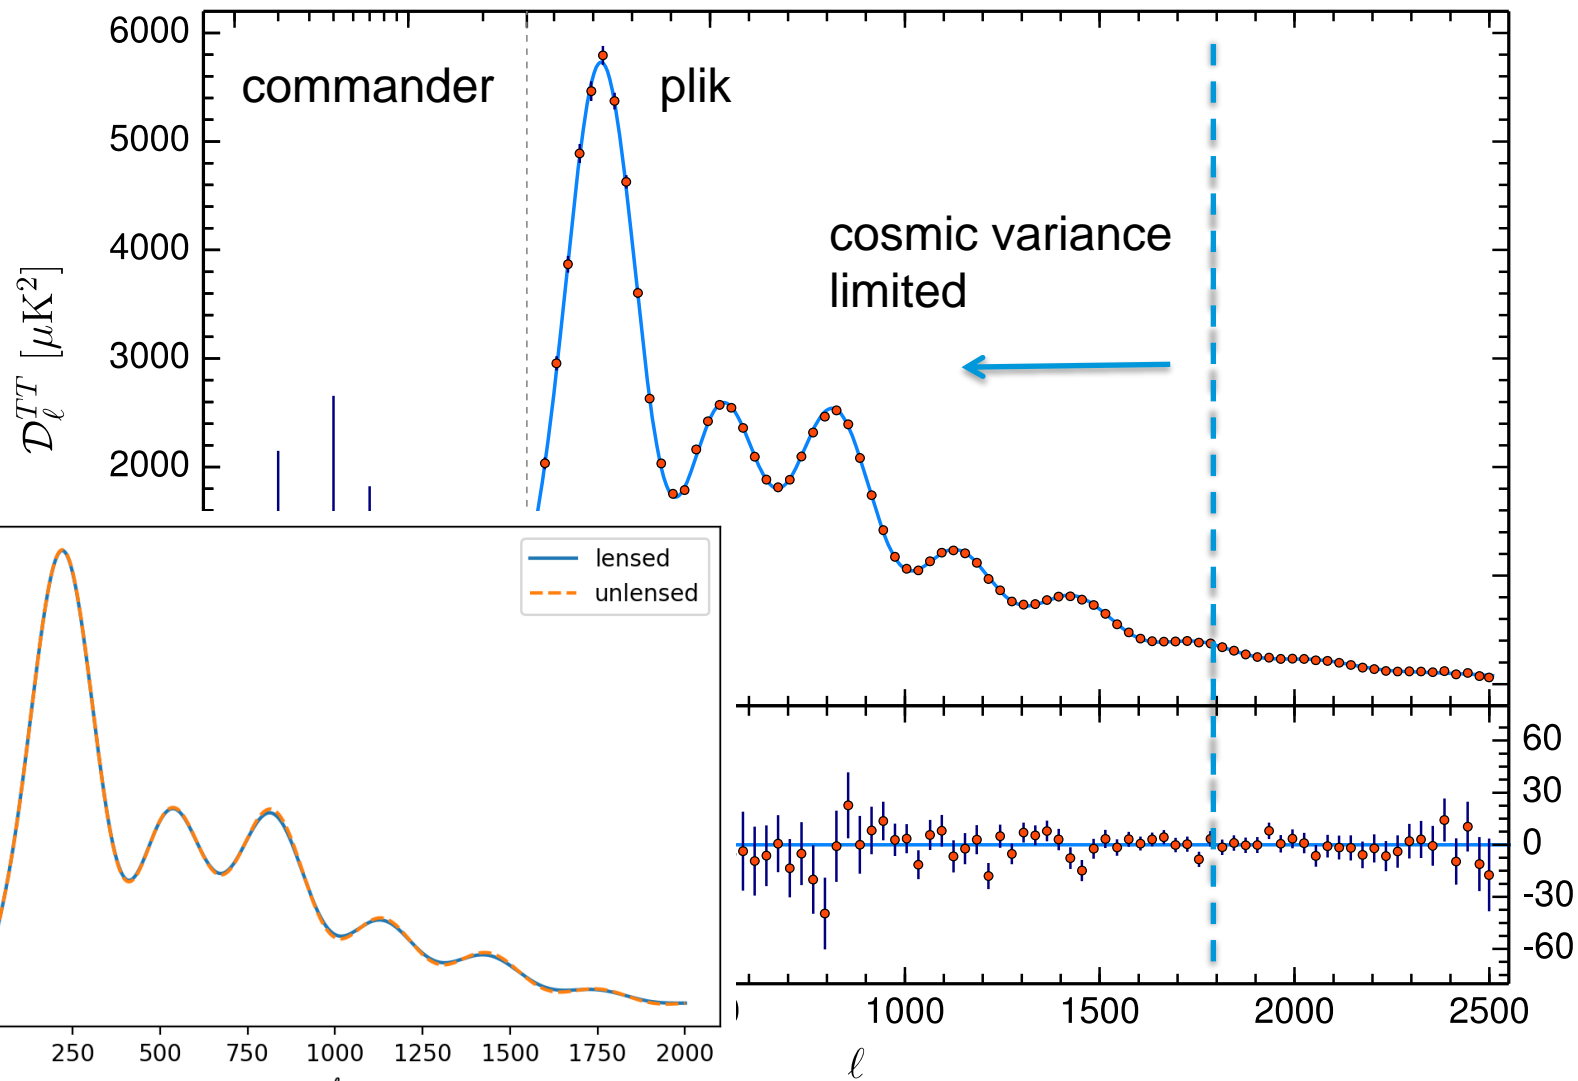 6000
5000
4000
3000
2000
𝒟_ℓ^{TT} [μK²]
commander
plik
cosmic variance
limited
lensed
unlensed
250 500 750 1000 1250 1500 1750 2000
60
30
0
-30
-60
1000 1500 2000 2500
ℓ